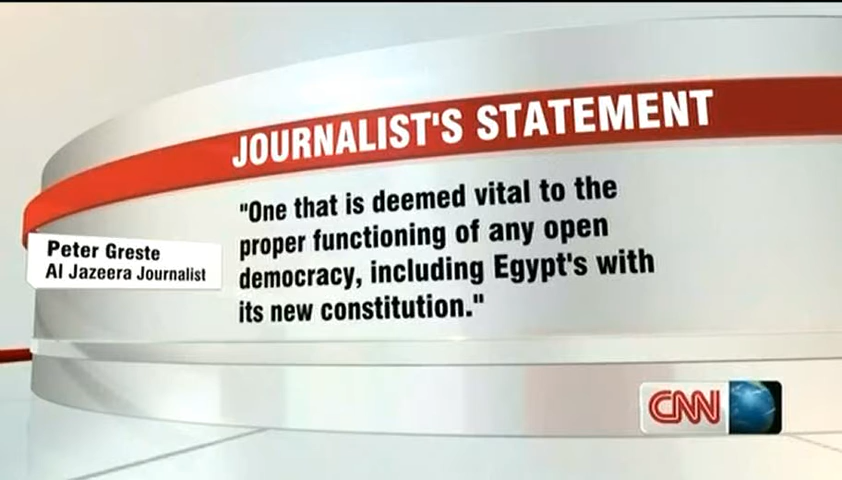 JOURNALIST'S STATEMENT
Peter Greste
Al Jazeera Journalist
"One that is deemed vital to the
proper functioning of any open
democracy, including Egypt's with
its new constitution."
CNN